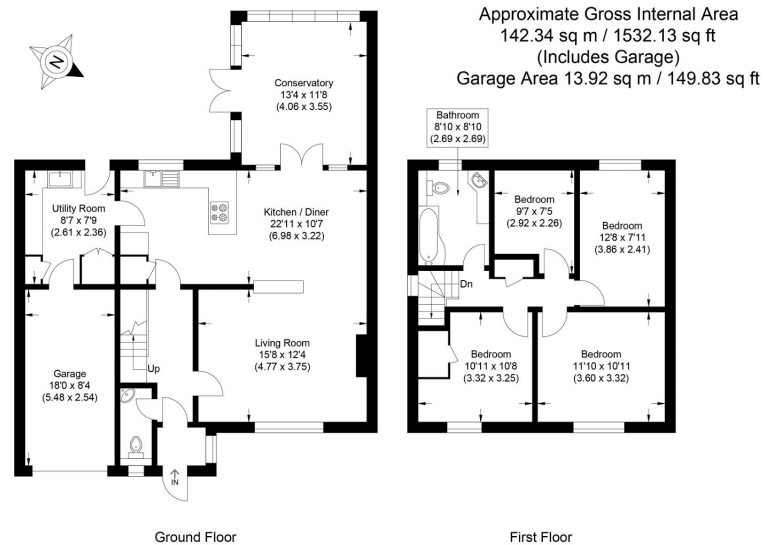 Approximate Gross Internal Area
142.34 sq m / 1532.13 sq ft
(Includes Garage)
Garage Area 13.92 sq m / 149.83 sq ft
N
Conservatory
13'4 x 11'8
(4.06 x 3.55)
Utility Room
8'7 x 7'9
(2.61 x 2.36)
Kitchen / Diner
22'11 x 10'7
(6.98 x 3.22)
Living Room
15'8 x 12'4
(4.77 x 3.75)
Garage
18'0 x 8'4
(5.48 x 2.54)
Up
IN
Ground Floor
Bathroom
8'10 x 8'10
(2.69 x 2.69)
Bedroom
9'7 x 7'5
(2.92 x 2.26)
Bedroom
12'8 x 7'11
(3.86 x 2.41)
Dn
Bedroom
10'11 x 10'8
(3.32 x 3.25)
Bedroom
11'10 x 10'11
(3.60 x 3.32)
First Floor